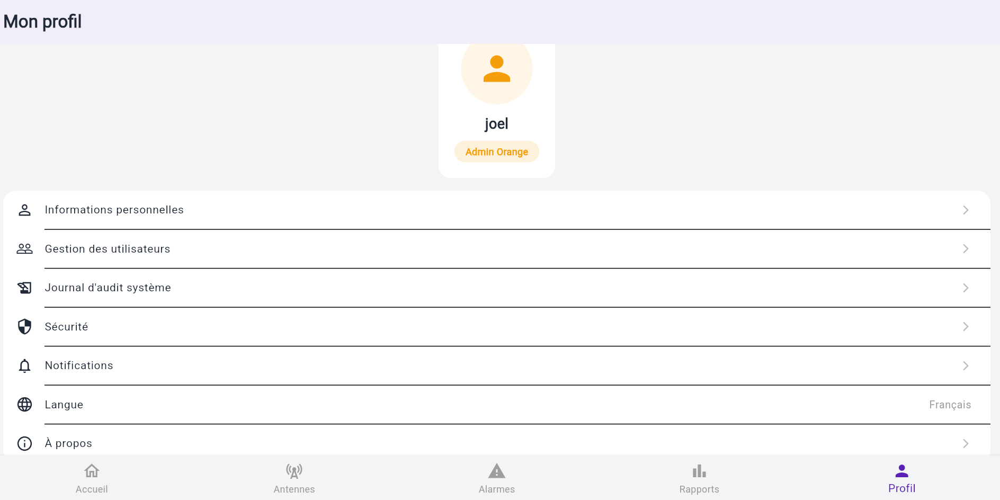 Mon profil
joel
Admin Orange
Informations personnelles
Gestion des utilisateurs
Journal d'audit système
Sécurité
Notifications
Langue
Français
À propos
Accueil
Antennes
Alarmes
Rapports
Profil